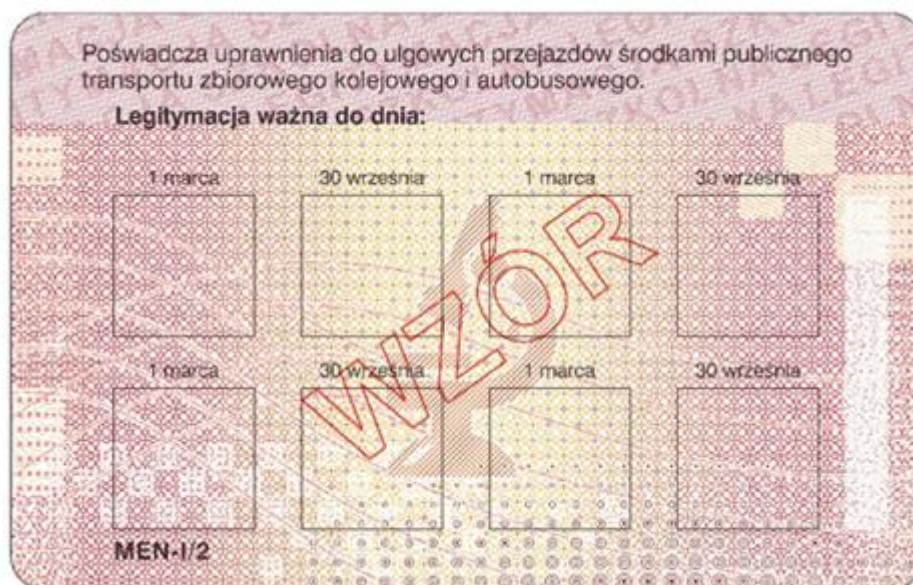 Poświadcza uprawnienia do ulgowych przejazdów środkami publicznego
transportu zbiorowego kolejowego i autobusowego.
Legitymacja ważna do dnia:
1 marca 30 września 1 marca 30 września
WZÓR
1 marca 30 września 1 marca 30 września
MEN-I/2